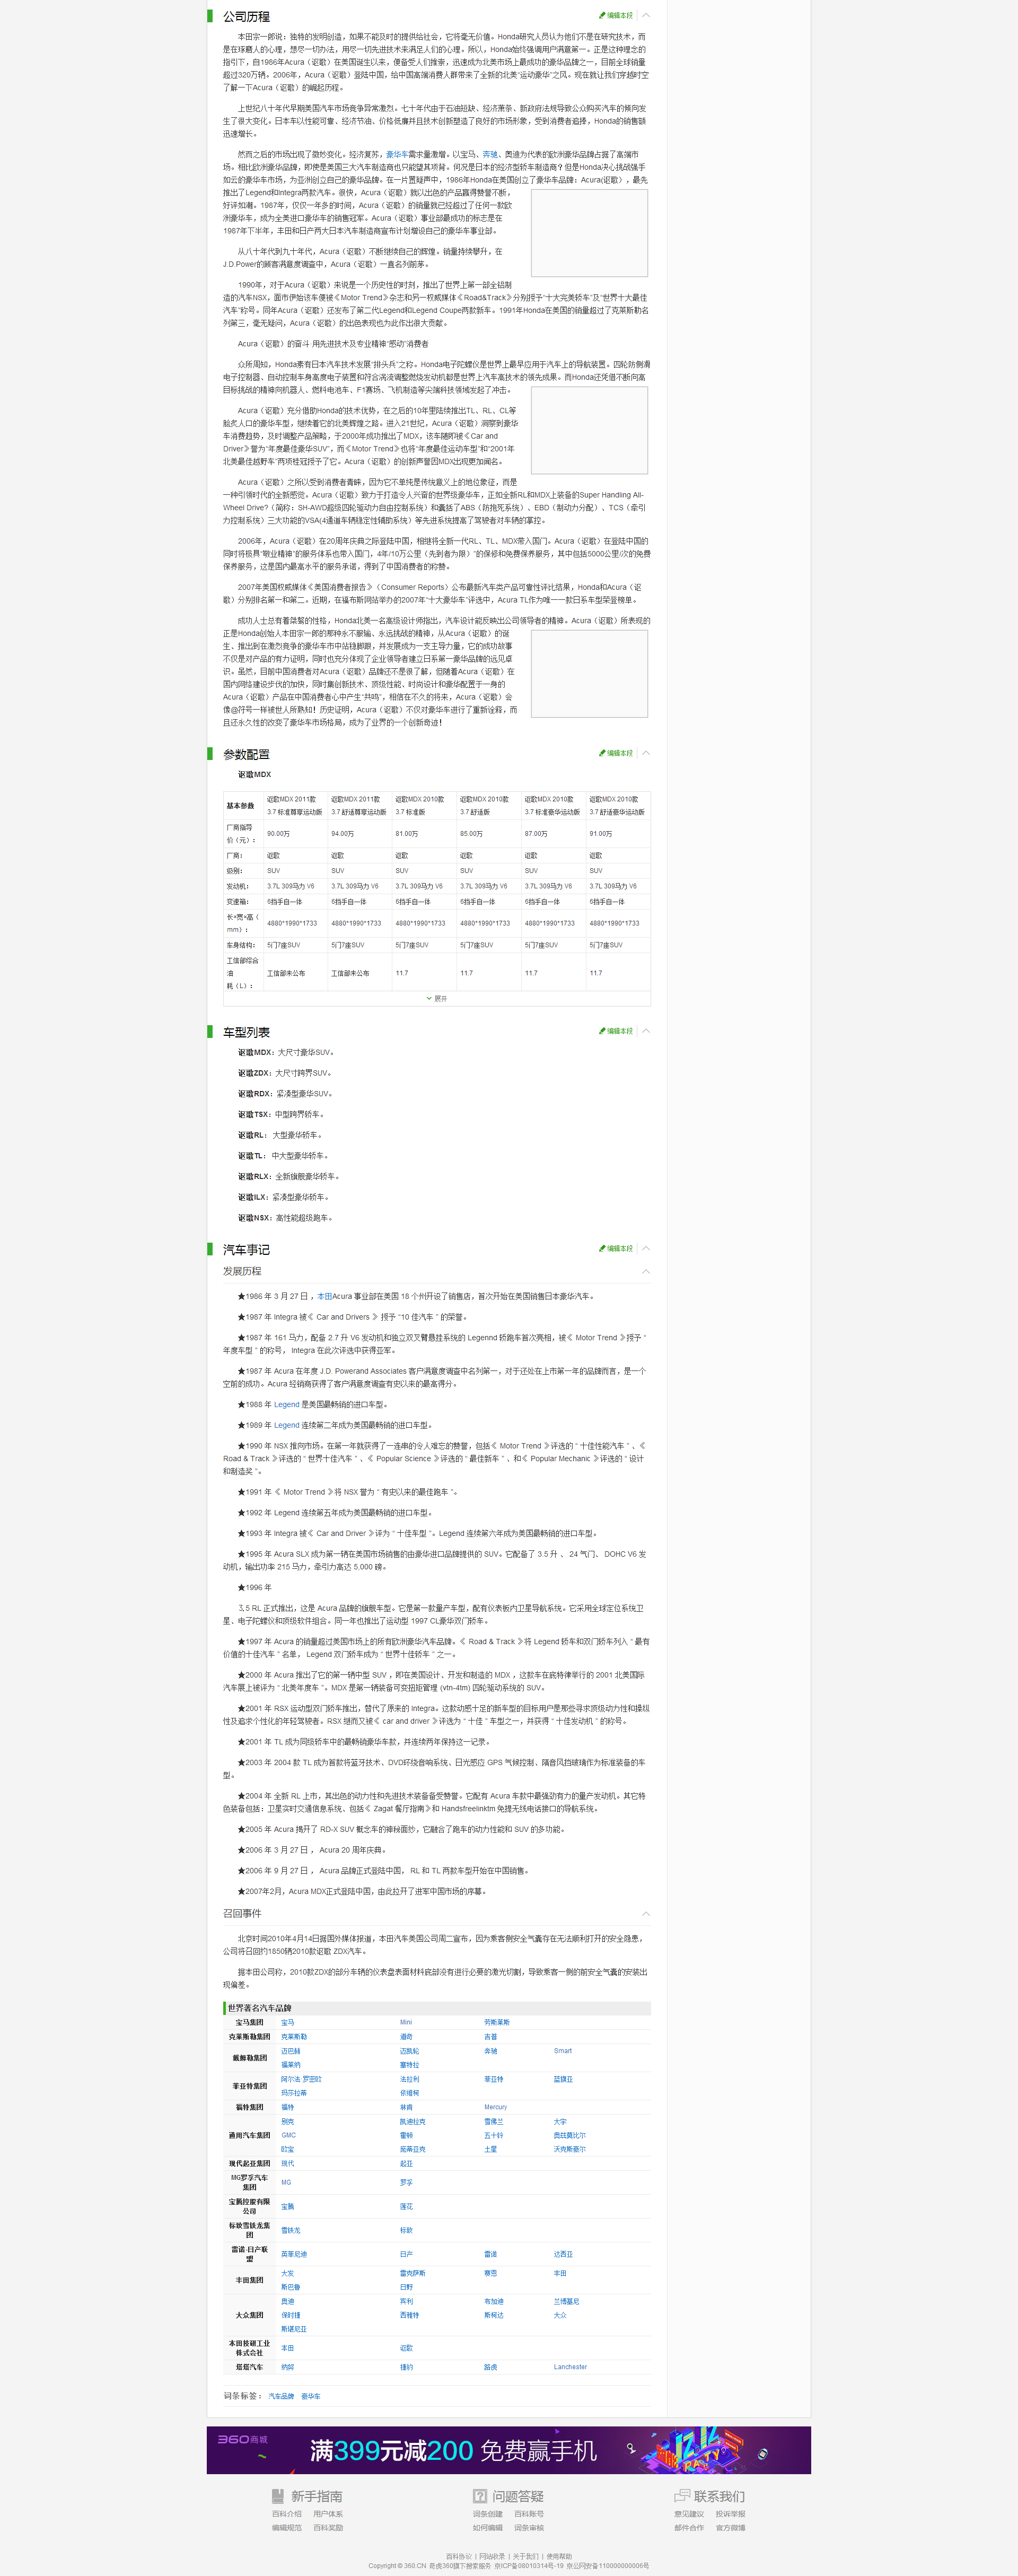 公司历程
编辑本段
本田宗一郎说：独特的发明创造，如果不能及时的提供给社会，它将毫无价值。Honda研究人员认为他们不是在研究技术，而
是在琢磨人的心理，想尽一切办法，用尽一切先进技术来满足人们的心理。所以，Honda始终强调用户满意第一。正是这种理念的
指引下，自1986年Acura（讴歌）在美国诞生以来，便备受人们推崇，迅速成为北美市场上最成功的豪华品牌之一，目前全球销量
超过320万辆。2006年，Acura（讴歌）登陆中国，给中国高端消费人群带来了全新的北美“运动豪华”之风。现在就让我们穿越时空
了解一下Acura（讴歌）的崛起历程。
上世纪八十年代早期美国汽车市场竞争异常激烈。七十年代由于石油短缺、经济萧条、新政府法规导致公众购买汽车的倾向发
生了很大变化。日本车以性能可靠、经济节油、价格低廉并且技术创新塑造了良好的市场形象，受到消费者追捧，Honda的销售额
迅速增长。
然而之后的市场出现了微妙变化。经济复苏，豪华车需求量激增。以宝马、奔驰、奥迪为代表的欧洲豪华品牌占据了高端市
场。相比欧洲豪华品牌，即使是美国三大汽车制造商也只能望其项背。何况是日本的经济型轿车制造商？但是Honda决心挑战强手
如云的豪华车市场，为亚洲创立自己的豪华品牌。在一片置疑声中，1986年Honda在美国创立了豪华车品牌：Acura(讴歌)，最先
推出了Legend和Integra两款汽车。很快，Acura（讴歌）就以出色的产品赢得赞誉不断，
好评如潮。1987年，仅仅一年多的时间，Acura（讴歌）的销量就已经超过了任何一款欧
洲豪华车，成为全美进口豪华车的销售冠军。Acura（讴歌）事业部最成功的标志是在
1987年下半年，丰田和日产两大日本汽车制造商宣布计划增设自己的豪华车事业部。
从八十年代到九十年代，Acura（讴歌）不断继续自己的辉煌。销量持续攀升，在
J.D.Power的顾客满意度调查中，Acura（讴歌）一直名列前茅。
1990年，对于Acura（讴歌）来说是一个历史性的时刻，推出了世界上第一部全铝制
造的汽车NSX，面市伊始该车便被《Motor Trend》杂志和另一权威媒体《Road&Track》分别授予“十大完美轿车”及“世界十大最佳
汽车”称号。同年Acura（讴歌）还发布了第二代Legend和Legend Coupe两款新车。1991年Honda在美国的销量超过了克莱斯勒名
列第三，毫无疑问，Acura（讴歌）的出色表现也为此作出很大贡献。
Acura（讴歌）的奋斗 用先进技术及专业精神“感动”消费者
众所周知，Honda素有日本汽车技术发展“排头兵”之称。Honda电子陀螺仪是世界上最早应用于汽车上的导航装置。四轮防侧滑
电子控制器、自动控制车身高度电子装置和符合涡流调整燃烧发动机都是世界上汽车高技术的领先成果。而Honda还凭借不断向高
目标挑战的精神向机器人、燃料电池车、F1赛场、飞机制造等尖端科技领域发起了冲击。
Acura（讴歌）充分借助Honda的技术优势，在之后的10年里陆续推出TL、RL、CL等
脍炙人口的豪华车型，继续着它的北美辉煌之路。进入21世纪，Acura（讴歌）洞察到豪华
车消费趋势，及时调整产品策略，于2000年成功推出了MDX，该车随即被《Car and
Driver》誉为“年度最佳豪华SUV”，而《Motor Trend》也将“年度最佳运动车型”和“2001年
北美最佳越野车”两项桂冠授予了它。Acura（讴歌）的创新声誉因MDX出现更加闻名。
Acura（讴歌）之所以受到消费者青睐，因为它不单纯是传统意义上的地位象征，而是
一种引领时代的全新感觉。Acura（讴歌）致力于打造令人兴奋的世界级豪华车，正如全新RL和MDX上装备的Super Handling All-
Wheel Drive?（简称：SH-AWD超级四轮驱动力自由控制系统）和囊括了ABS（防抱死系统）、EBD（制动力分配）、TCS（牵引
力控制系统）三大功能的VSA(4通道车辆稳定性辅助系统）等先进系统提高了驾驶者对车辆的掌控。
2006年，Acura（讴歌）在20周年庆典之际登陆中国，相继将全新一代RL、TL、MDX带入国门。Acura（讴歌）在登陆中国的
同时将极具“敬业精神”的服务体系也带入国门，4年/10万公里（先到者为限）”的保修和免费保养服务，其中包括5000公里/次的免费
保养服务，这是国内最高水平的服务承诺，得到了中国消费者的称赞。
2007年美国权威媒体《美国消费者报告》（Consumer Reports）公布最新汽车类产品可靠性评比结果，Honda和Acura（讴
歌）分别排名第一和第二。近期，在福布斯网站举办的2007年“十大豪华车”评选中，Acura TL作为唯一一款日系车型荣登榜单。
成功人士总有着桀骜的性格，Honda北美一名高级设计师指出，汽车设计能反映出公司领导者的精神。Acura（讴歌）所表现的
正是Honda创始人本田宗一郎的那种永不服输、永远挑战的精神，从Acura（讴歌）的诞
生、推出到在激烈竞争的豪华车市中站稳脚跟，并发展成为一支主导力量，它的成功故事
不仅是对产品的有力证明，同时也充分体现了企业领导者建立日系第一豪华品牌的远见卓
识。虽然，目前中国消费者对Acura（讴歌）品牌还不是很了解，但随着Acura（讴歌）在
国内网络建设步伐的加快，同时集创新技术、顶级性能、时尚设计和豪华配置于一身的
Acura（讴歌）产品在中国消费者心中产生“共鸣”，相信在不久的将来，Acura（讴歌）会
像@符号一样被世人所熟知！历史证明，Acura（讴歌）不仅对豪华车进行了重新诠释，而
且还永久性的改变了豪华车市场格局，成为了业界的一个创新奇迹！
参数配置
编辑本段
讴歌MDX
基本参数 讴歌MDX 2011款 3.7 标准尊享运动版 讴歌MDX 2011款 3.7 舒适尊享运动版 讴歌MDX 2010款 3.7 标准版 讴歌MDX 2010款 3.7 舒适版 讴歌MDX 2010款 3.7 标准豪华运动版 讴歌MDX 2010款 3.7 舒适豪华运动版
厂商指导价（元）： 90.00万 94.00万 81.00万 85.00万 87.00万 91.00万
厂商： 讴歌 讴歌 讴歌 讴歌 讴歌 讴歌
级别： SUV SUV SUV SUV SUV SUV
发动机： 3.7L 309马力 V6 3.7L 309马力 V6 3.7L 309马力 V6 3.7L 309马力 V6 3.7L 309马力 V6 3.7L 309马力 V6
变速箱： 6挡手自一体 6挡手自一体 6挡手自一体 6挡手自一体 6挡手自一体 6挡手自一体
长*宽*高（mm）： 4880*1990*1733 4880*1990*1733 4880*1990*1733 4880*1990*1733 4880*1990*1733 4880*1990*1733
车身结构： 5门7座SUV 5门7座SUV 5门7座SUV 5门7座SUV 5门7座SUV 5门7座SUV
工信部综合油耗（L）： 工信部未公布 工信部未公布 11.7 11.7 11.7 11.7
展开
车型列表
编辑本段
讴歌MDX：大尺寸豪华SUV。
讴歌ZDX：大尺寸跨界SUV。
讴歌RDX：紧凑型豪华SUV。
讴歌TSX：中型跨界轿车。
讴歌RL： 大型豪华轿车。
讴歌TL： 中大型豪华轿车。
讴歌RLX：全新旗舰豪华轿车。
讴歌ILX：紧凑型豪华轿车。
讴歌NSX：高性能超级跑车。
汽车事记
编辑本段
发展历程
★1986 年 3 月 27 日 ，本田Acura 事业部在美国 18 个州开设了销售店，首次开始在美国销售日本豪华汽车。
★1987 年 Integra 被《 Car and Drivers 》 授予 “10 佳汽车 ” 的荣誉。
★1987 年 161 马力，配备 2.7 升 V6 发动机和独立双叉臂悬挂系统的 Legennd 轿跑车首次亮相，被《 Motor Trend 》授予 “
年度车型 ” 的称号， Integra 在此次评选中获得亚军。
★1987 年 Acura 在年度 J.D. Powerand Associates 客户满意度调查中名列第一，对于还处在上市第一年的品牌而言，是一个
空前的成功。Acura 经销商获得了客户满意度调查有史以来的最高得分。
★1988 年 Legend 是美国最畅销的进口车型。
★1989 年 Legend 连续第二年成为美国最畅销的进口车型。
★1990 年 NSX 推向市场。在第一年就获得了一连串的令人难忘的赞誉，包括《 Motor Trend 》评选的 “ 十佳性能汽车 ” 、《
Road & Track 》评选的 “ 世界十佳汽车 ” 、《 Popular Science 》评选的 “ 最佳新车 ” 、和《 Popular Mechanic 》评选的 “ 设计
和制造奖 ”。
★1991 年 《 Motor Trend 》将 NSX 誉为 “ 有史以来的最佳跑车 ”。
★1992 年 Legend 连续第五年成为美国最畅销的进口车型。
★1993 年 Integra 被《 Car and Driver 》评为 “ 十佳车型 ”。Legend 连续第六年成为美国最畅销的进口车型。
★1995 年 Acura SLX 成为第一辆在美国市场销售的由豪华进口品牌提供的 SUV。它配备了 3.5 升 、 24 气门、 DOHC V6 发
动机，输出功率 215 马力，牵引力高达 5,000 磅。
★1996 年
3.5 RL 正式推出，这是 Acura 品牌的旗舰车型。它是第一款量产车型，配有仪表板内卫星导航系统。它采用全球定位系统卫
星、电子陀螺仪和顶级软件组合。同一年也推出了运动型 1997 CL豪华双门轿车。
★1997 年 Acura 的销量超过美国市场上的所有欧洲豪华汽车品牌。《 Road & Track 》将 Legend 轿车和双门轿车列入 “ 最有
价值的十佳汽车 ” 名单， Legend 双门轿车成为 “ 世界十佳轿车 ” 之一。
★2000 年 Acura 推出了它的第一辆中型 SUV ，即在美国设计、开发和制造的 MDX ，这款车在底特律举行的 2001 北美国际
汽车展上被评为 “ 北美年度车 ”。MDX 是第一辆装备可变扭矩管理 (vtn-4tm) 四轮驱动系统的 SUV。
★2001 年 RSX 运动型双门轿车推出，替代了原来的 Integra。这款动感十足的新车型的目标用户是那些寻求顶级动力性和操纵
性及追求个性化的年轻驾驶者。RSX 继而又被《 car and driver 》评选为 “ 十佳 ” 车型之一，并获得 “ 十佳发动机 ” 的称号。
★2001 年 TL 成为同级轿车中的最畅销豪华车款，并连续两年保持这一记录。
★2003 年 2004 款 TL 成为首款将蓝牙技术、DVD环绕音响系统、日光感应 GPS 气候控制、隔音风挡玻璃作为标准装备的车
型。
★2004 年 全新 RL 上市，其出色的动力性和先进技术装备备受赞誉。它配有 Acura 车款中最强劲有力的量产发动机。其它特
色装备包括：卫星实时交通信息系统、包括《 Zagat 餐厅指南》和 Handsfreelinktm 免提无线电话接口的导航系统。
★2005 年 Acura 揭开了 RD-X SUV 概念车的神秘面纱，它融合了跑车的动力性能和 SUV 的多功能。
★2006 年 3 月 27 日 ， Acura 20 周年庆典。
★2006 年 9 月 27 日 ， Acura 品牌正式登陆中国， RL 和 TL 两款车型开始在中国销售。
★2007年2月，Acura MDX正式登陆中国，由此拉开了进军中国市场的序幕。
召回事件
北京时间2010年4月14日据国外媒体报道，本田汽车美国公司周二宣布，因为乘客侧安全气囊存在无法顺利打开的安全隐患，
公司将召回约1850辆2010款讴歌 ZDX汽车。
据本田公司称，2010款ZDX的部分车辆的仪表盘表面材料底部没有进行必要的激光切割，导致乘客一侧的前安全气囊的安装出
现偏差。
世界著名汽车品牌
宝马集团 宝马 Mini 劳斯莱斯
克莱斯勒集团 克莱斯勒 道奇 吉普
戴姆勒集团 迈巴赫 迈凯轮 奔驰 Smart
福莱纳 塞特拉
菲亚特集团 阿尔法·罗密欧 法拉利 菲亚特 蓝旗亚
玛莎拉蒂 依维柯
福特集团 福特 林肯 Mercury
通用汽车集团 别克 凯迪拉克 雪佛兰 大宇
GMC 霍顿 五十铃 奥兹莫比尔
欧宝 庞蒂亚克 土星 沃克斯豪尔
现代起亚集团 现代 起亚
MG罗孚汽车集团 MG 罗孚
宝腾控股有限公司 宝腾 莲花
标致雪铁龙集团 雪铁龙 标致
雷诺-日产联盟 英菲尼迪 日产 雷诺 达西亚
丰田集团 大发 雷克萨斯 赛恩 丰田
斯巴鲁 日野
大众集团 奥迪 宾利 布加迪 兰博基尼
保时捷 西雅特 斯柯达 大众
斯堪尼亚
本田技研工业株式会社 本田 讴歌
塔塔汽车 纳努 捷豹 路虎 Lanchester
词条标签： 汽车品牌 豪华车
360商城
满399元减200 免费赢手机
新手指南 问题答疑 联系我们
百科介绍 用户体系 词条创建 百科账号 意见建议 投诉举报
编辑规范 百科奖励 如何编辑 词条审核 邮件合作 官方微博
百科协议 | 网站收录 | 关于我们 | 使用帮助
Copyright © 360.CN 奇虎360旗下搜索服务 京ICP备08010314号-19 京公网安备110000000006号